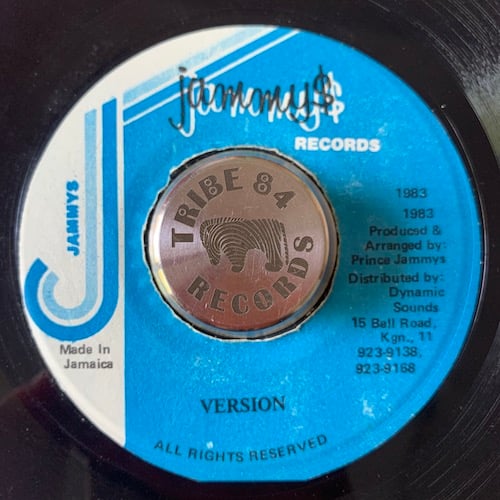 jammy$
RECORDS
JAMMYS
TRIBE 84
RECORDS
1983
1983
Produced &
Arranged by:
Prince Jammys
Distributed by:
Dynamic
Sounds
15 Ball Road,
Kgn., 11
923-9138,
923-9168
Made In
Jamaica
VERSION
ALL RIGHTS RESERVED